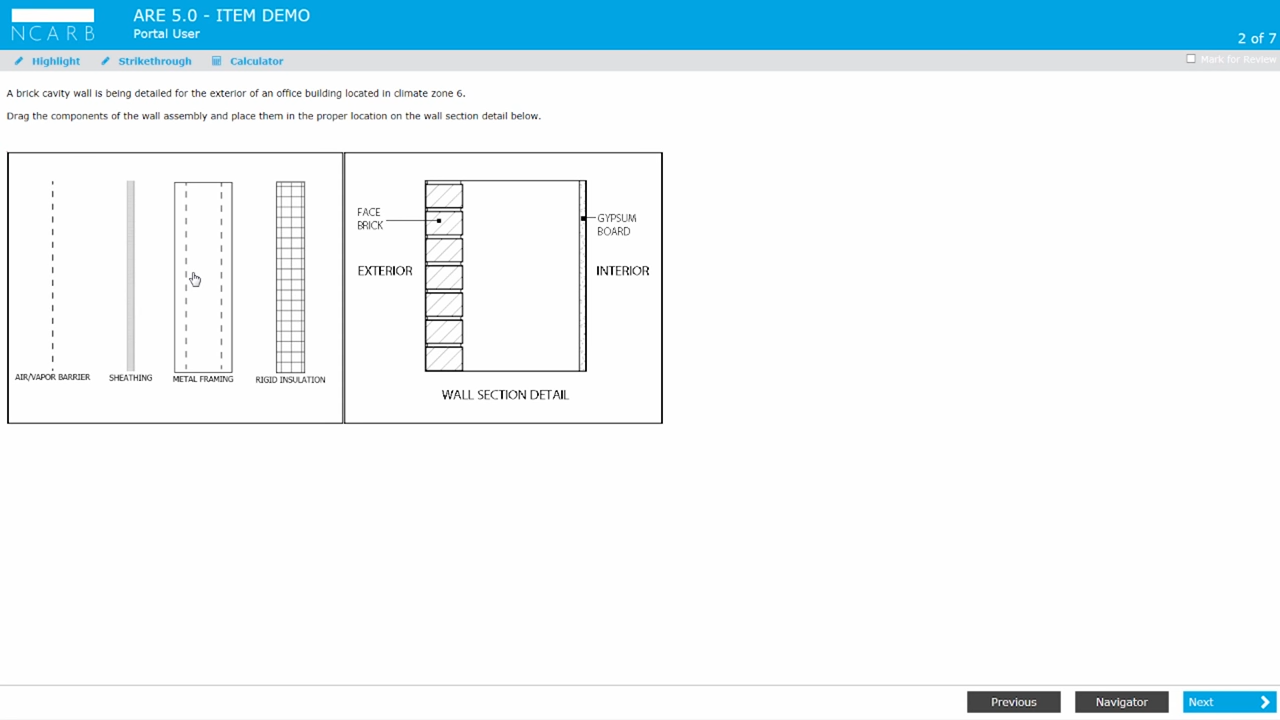 NCARB
ARE 5.0 - ITEM DEMO
Portal User
2 of 7
Highlight
Strikethrough
Calculator
Mark for Review
A brick cavity wall is being detailed for the exterior of an office building located in climate zone 6.
Drag the components of the wall assembly and place them in the proper location on the wall section detail below.
AIR/VAPOR BARRIER
SHEATHING
METAL FRAMING
RIGID INSULATION
FACE
BRICK
EXTERIOR
GYPSUM
BOARD
INTERIOR
WALL SECTION DETAIL
Previous
Navigator
Next